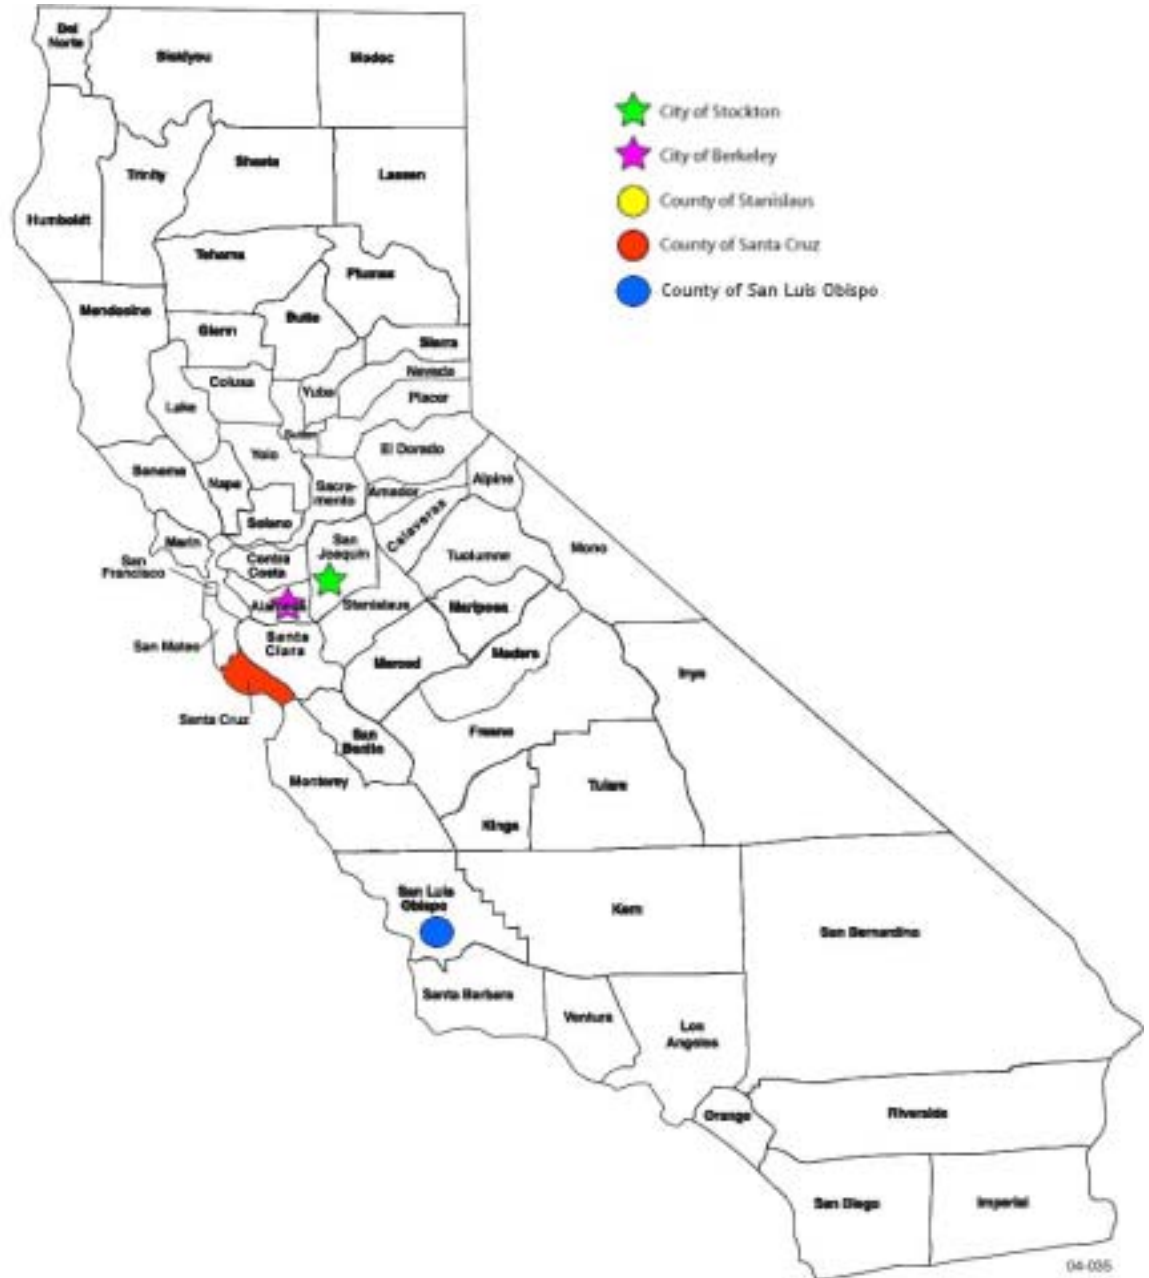 Del
Norte
Siskiyou
Modoc
City of Stockton
City of Berkeley
County of Stanislaus
County of Santa Cruz
County of San Luis Obispo
Shasta
Trinity
Lassen
Humboldt
Tehama
Plumas
Mendocino
Butte
Glenn
Sierra
Nevada
Colusa
Yuba
Placer
Lake
Sutter
El Dorado
Yolo
Sonoma
Napa
Sacra-
mento
Amador
Alpine
Solano
Calaveras
Marin
San
Joaquin
Mono
Contra
Costa
Tuolumne
San
Francisco
Alameda
Stanislaus
Mariposa
San Mateo
Santa
Clara
Merced
Madera
Inyo
Santa Cruz
San
Benito
Fresno
Monterey
Tulare
Kings
San Luis
Obispo
Kern
San Bernardino
Santa Barbara
Ventura
Los
Angeles
Orange
Riverside
San Diego
Imperial
04-035